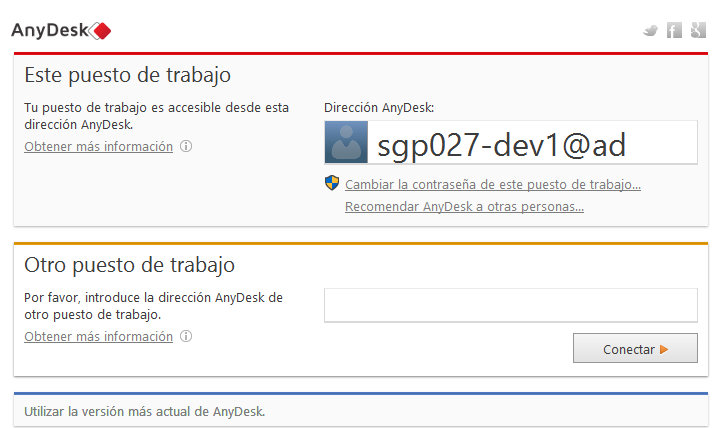 AnyDesk
Este puesto de trabajo
Tu puesto de trabajo es accesible desde esta
dirección AnyDesk.
Obtener más información
Dirección AnyDesk:
sgp027-dev1@ad
Cambiar la contraseña de este puesto de trabajo...
Recomendar AnyDesk a otras personas...
Otro puesto de trabajo
Por favor, introduce la dirección AnyDesk de
otro puesto de trabajo.
Obtener más información
Conectar
Utilizar la versión más actual de AnyDesk.